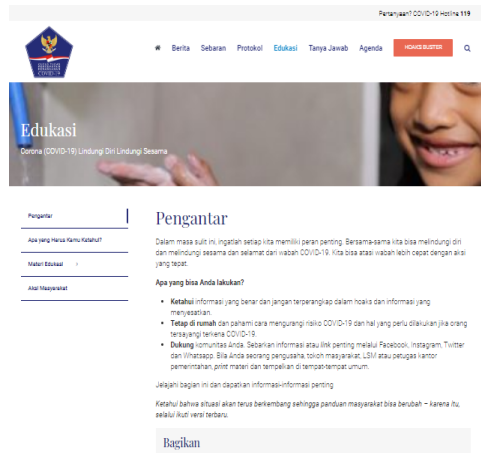 Pertanyaan? COVID-19 Hotline 119
Berita Sebaran Protokol Edukasi Tanya Jawab Agenda HOAKS BUSTER
COVID19
Edukasi
Corona (COVID-19) Lindungi Diri Lindungi Sesama
Pengantar
Apa yang Harus Kamu Ketahui?
Materi Edukasi
Aksi Masyarakat
Pengantar
Dalam masa sulit ini, ingatlah setiap kita memiliki peran penting. Bersama-sama kita bisa melindungi diri
dan melindungi sesama dan selamat dari wabah COVID-19. Kita bisa atasi wabah lebih cepat dengan aksi
yang tepat.
Apa yang bisa Anda lakukan?
• Ketahui informasi yang benar dan jangan terperangkap dalam hoaks dan informasi yang
menyesatkan.
• Tetap di rumah dan pahami cara mengurangi risiko COVID-19 dan hal yang perlu dilakukan jika orang
tersayang terkena COVID-19.
• Dukung komunitas Anda. Sebarkan informasi atau link penting melalui Facebook, Instagram, Twitter
dan Whatsapp. Bila Anda seorang pengusaha, tokoh masyarakat, LSM atau petugas kantor
pemerintahan, print materi dan tempelkan di tempat-tempat umum.
Jelajahi bagian ini dan dapatkan informasi-informasi penting
Ketahui bahwa situasi akan terus berkembang sehingga panduan masyarakat bisa berubah – karena itu,
selalu ikuti versi terbaru.
Bagikan